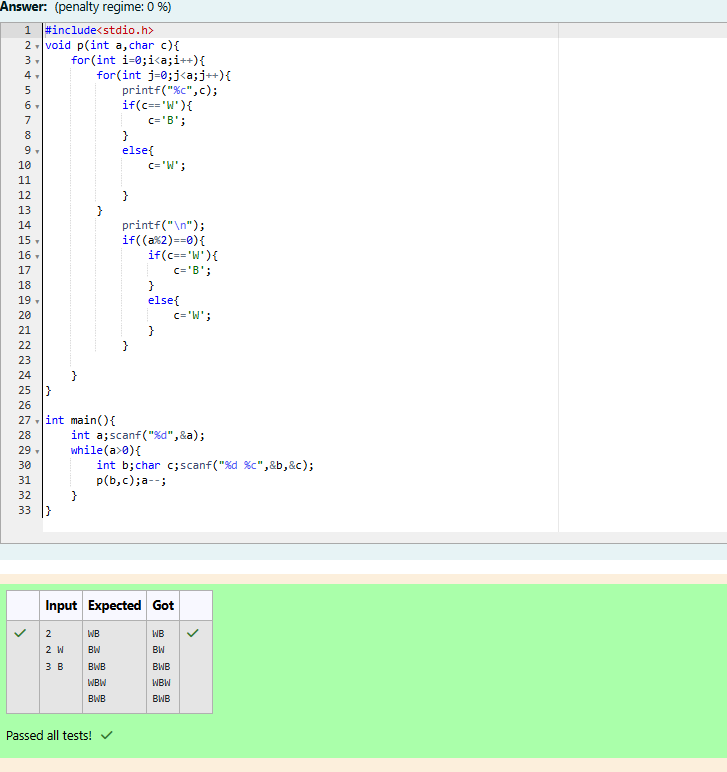 Answer: (penalty regime: 0 %)
1 #include<stdio.h>
2 void p(int a,char c){
3 for(int i=0;i<a;i++){
4 for(int j=0;j<a;j++){
5 printf("%c",c);
6 if(c=='W'){
7 c='B';
8 }
9 else{
10 c='W';
11
12 }
13 }
14 printf("\n");
15 if((a%2)==0){
16 if(c=='W'){
17 c='B';
18 }
19 else{
20 c='W';
21 }
22 }
23
24 }
25 }
26
27 int main(){
28 int a;scanf("%d",&a);
29 while(a>0){
30 int b;char c;scanf("%d %c",&b,&c);
31 p(b,c);a--;
32 }
33 }
Input Expected Got
2 WB WB
2 W BW BW
3 B BWB BWB
WBW WBW
BWB BWB
Passed all tests!